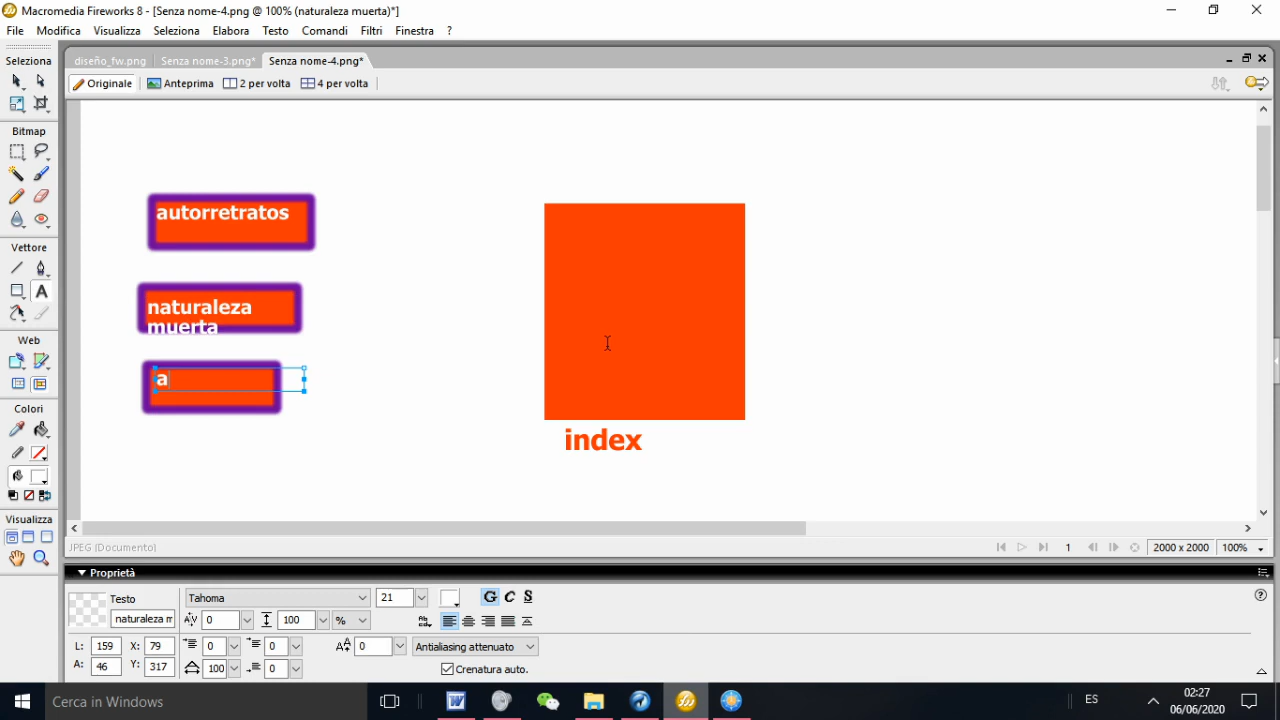 Macromedia Fireworks 8 - [Senza nome-4.png @ 100% (naturaleza muerta)*]
File Modifica Visualizza Seleziona Elabora Testo Comandi Filtri Finestra ?
Seleziona
diseño_fw.png Senza nome-3.png* Senza nome-4.png*
Originale Anteprima 2 per volta 4 per volta
Bitmap
autorretratos
Vettore
naturaleza
muerta
Web
a
Colori
index
Visualizza
JPEG (Documento) 1 2000 x 2000 100%
Proprietà
Testo Tahoma 21 G C S
naturaleza m 0 100 %
L: 159 X: 79 0 0 0 Antialiasing attenuato
A: 46 Y: 317 100 0 Crenatura auto.
Cerca in Windows
ES
02:27
06/06/2020